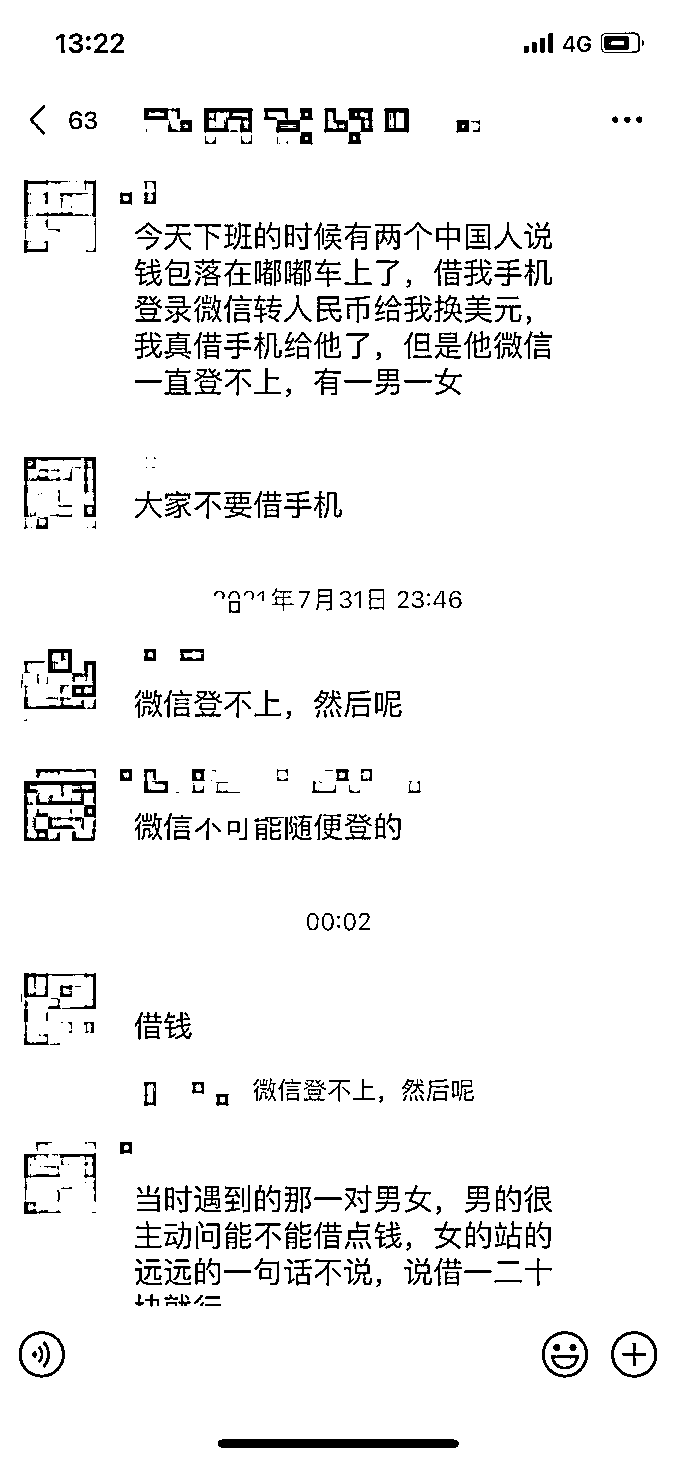 13:22
4G
63
今天下班的时候有两个中国人说
钱包落在嘟嘟车上了，借我手机
登录微信转人民币给我换美元，
我真借手机给他了，但是他微信
一直登不上，有一男一女
大家不要借手机
2021年7月31日 23:46
微信登不上，然后呢
微信不可能随便登的
00:02
借钱
微信登不上，然后呢
当时遇到的那一对男女，男的很
主动问能不能借点钱，女的站的
远远的一句话不说，说借一二十
块就行